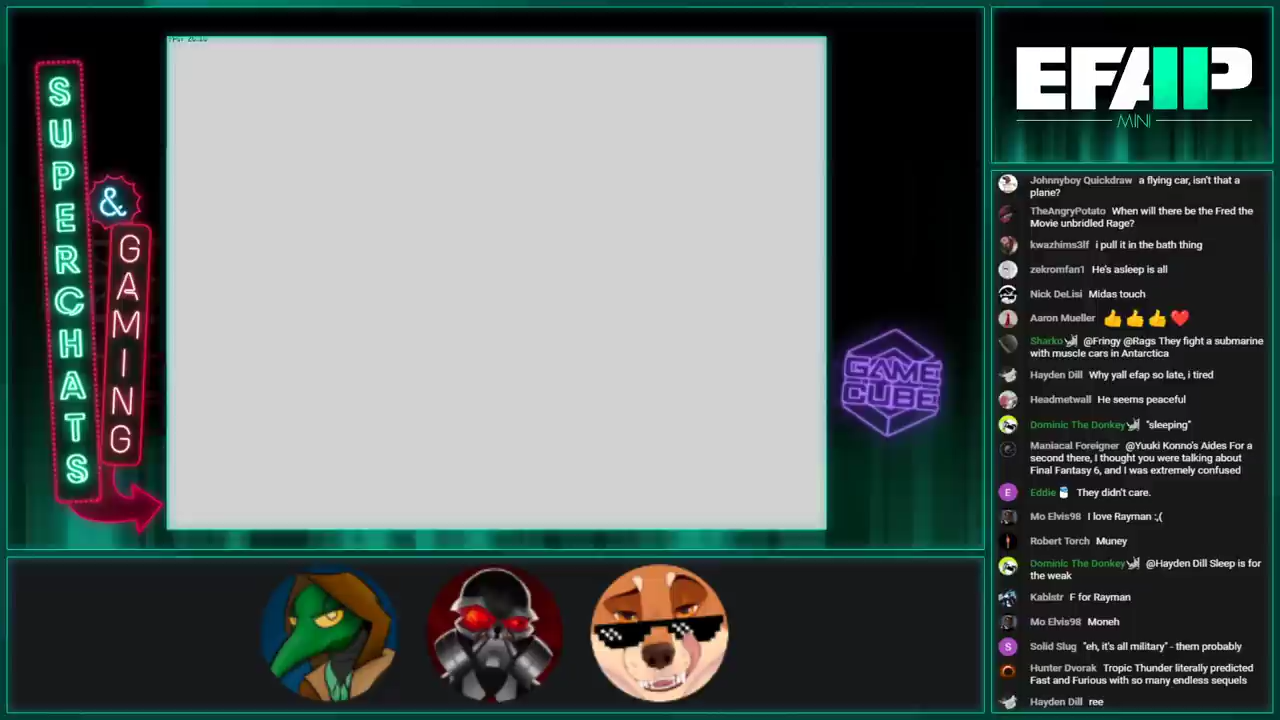 SUPERCHATS
&
GAMING
GAME
CUBE
EFAP
MINI
Johnnyboy Quickdraw a flying car, isn't that a
plane?
TheAngryPotato When will there be the Fred the
Movie unbridled Rage?
kwazhims3lf i pull it in the bath thing
zekromfan1 He's asleep is all
Nick DeLisi Midas touch
Aaron Mueller 👍👍👍❤️
Sharko @Fringy @Rags They fight a submarine
with muscle cars in Antarctica
Hayden Dill Why yall efap so late, i tired
Headmetwall He seems peaceful
Dominic The Donkey "sleeping"
Maniacal Foreigner @Yuuki Konno's Aides For a
second there, I thought you were talking about
Final Fantasy 6, and I was extremely confused
E
Eddie They didn't care.
Mo Elvis98 I love Rayman :,(
Robert Torch Muney
Dominic The Donkey @Hayden Dill Sleep is for
the weak
Kablstr F for Rayman
Mo Elvis98 Moneh
S
Solid Slug "eh, it's all military" - them probably
Hunter Dvorak Tropic Thunder literally predicted
Fast and Furious with so many endless sequels
Hayden Dill ree